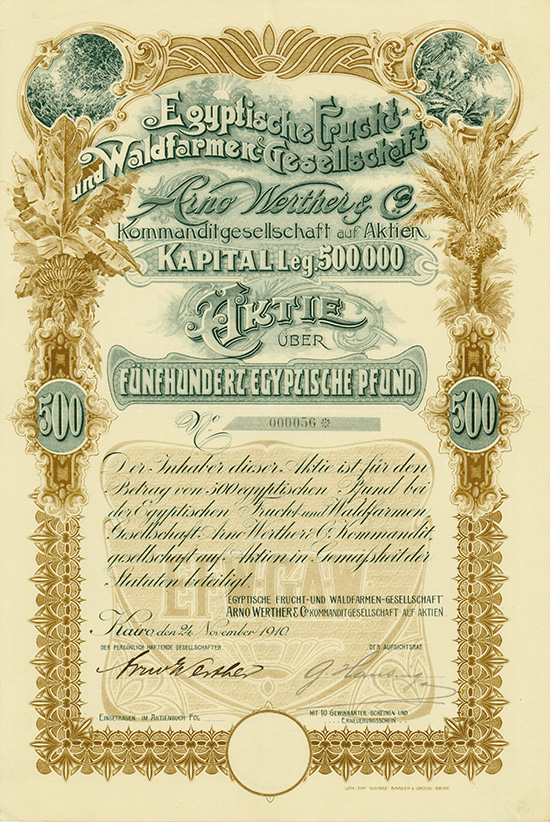 Egyptische Frucht-
und Waldfarmen-Gesellschaft
Arno Werther & Co
Kommanditgesellschaft auf Aktien
KAPITAL Leg. 500.000
AKTIE
ÜBER
FÜNFHUNDERT EGYPTISCHE PFUND
500
500
No 000056 *
Der Inhaber dieser Aktie ist für den
Betrag von 500 egyptischen Pfund bei
der Egyptischen Frucht und Waldfarmen
Gesellschaft Arno Werther & Co Kommandit,
gesellschaft auf Aktien in Gemäßheit der
Statuten beteiligt.
EFUGAN
EGYPTISCHE FRUCHT-UND WALDFARMEN-GESELLSCHAFT
ARNO WERTHER & Co KOMMANDITGESELLSCHAFT AUF AKTIEN
Kairo, den 24. November 1910
DER PERSÖNLICH HAFTENDE GESELLSCHAFTER
DER AUFSICHTSRAT
Arno Werther
EINGETRAGEN IM AKTIENBUCH FOL
MIT 10 GEWINNANTEIL-SCHEINEN UND
ERNEUERUNGSSCHEIN